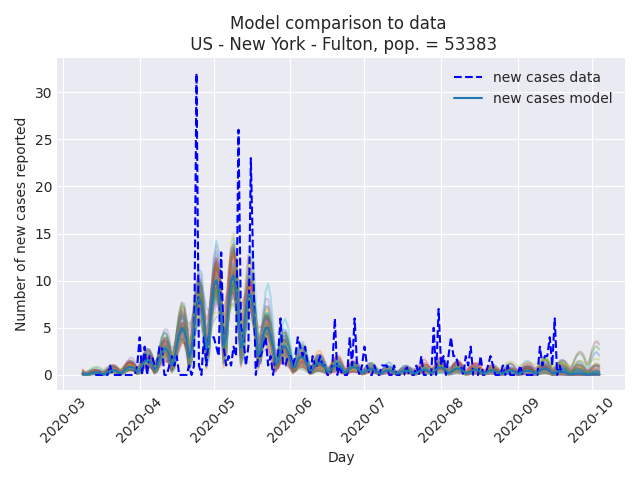 Model comparison to data
US - New York - Fulton, pop. = 53383
new cases data
new cases model
Number of new cases reported
30
25
20
15
10
5
0
2020-03
2020-04
2020-05
2020-06
2020-07
2020-08
2020-09
2020-10
Day